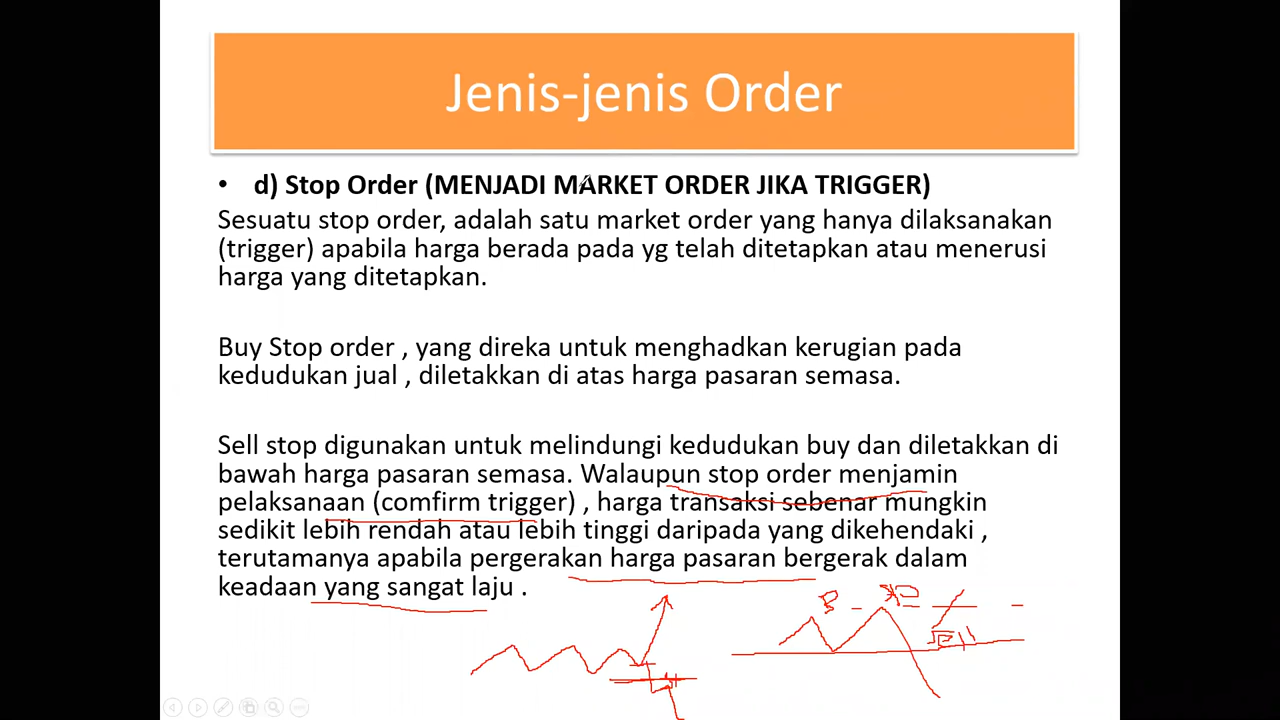 Jenis-jenis Order
• d) Stop Order (MENJADI MARKET ORDER JIKA TRIGGER)
Sesuatu stop order, adalah satu market order yang hanya dilaksanakan
(trigger) apabila harga berada pada yg telah ditetapkan atau menerusi
harga yang ditetapkan.
Buy Stop order , yang direka untuk menghadkan kerugian pada
kedudukan jual , diletakkan di atas harga pasaran semasa.
Sell stop digunakan untuk melindungi kedudukan buy dan diletakkan di
bawah harga pasaran semasa. Walaupun stop order menjamin
pelaksanaan (comfirm trigger) , harga transaksi sebenar mungkin
sedikit lebih rendah atau lebih tinggi daripada yang dikehendaki ,
terutamanya apabila pergerakan harga pasaran bergerak dalam
keadaan yang sangat laju .